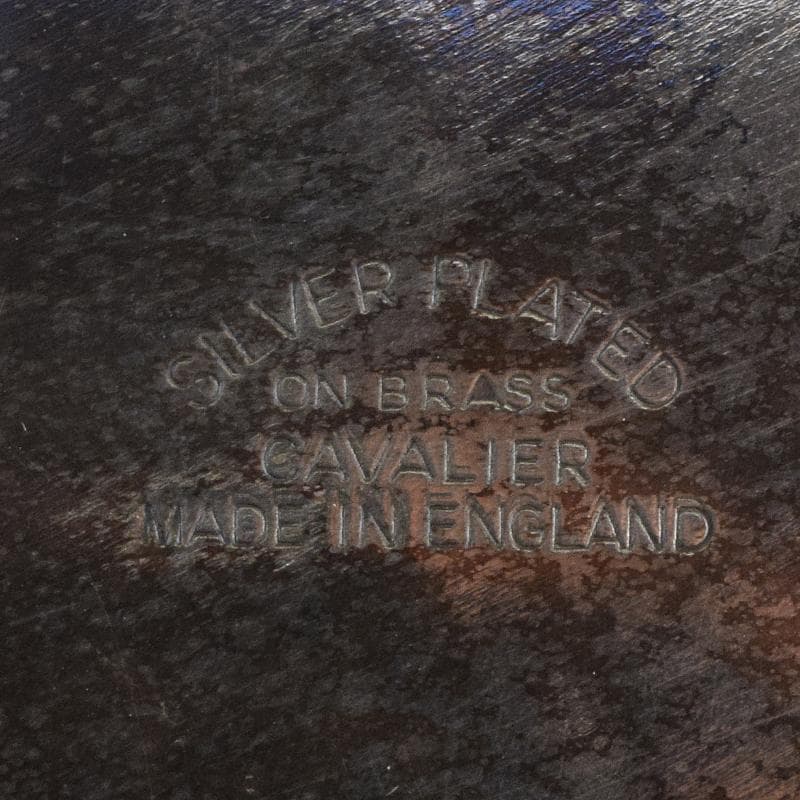 SILVER PLATED
ON BRASS
CAVALIER
MADE IN ENGLAND